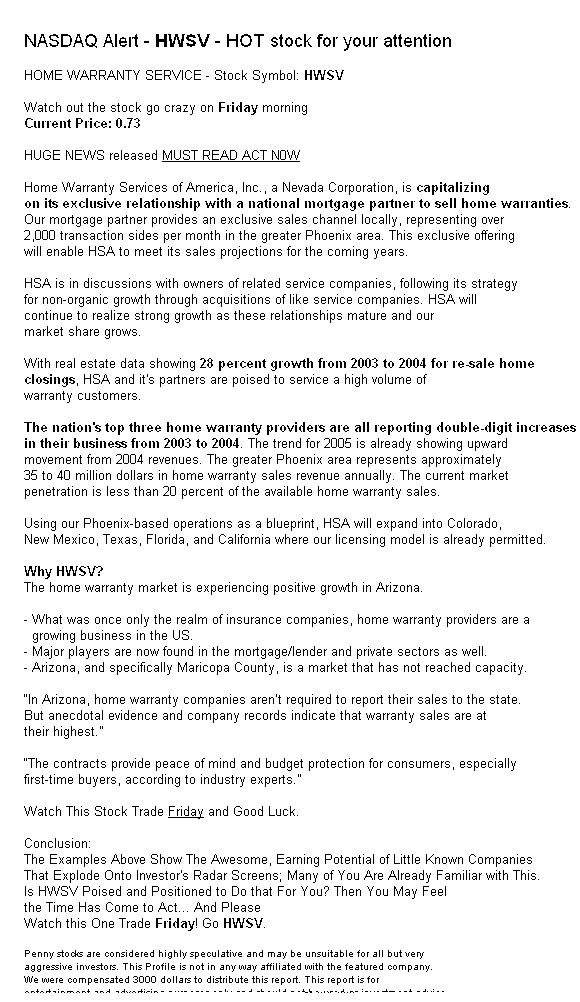 NASDAQ Alert - HWSV - HOT stock for your attention
HOME WARRANTY SERVICE - Stock Symbol: HWSV
Watch out the stock go crazy on Friday morning
Current Price: 0.73
HUGE NEWS released MUST READ ACT N0W
Home Warranty Services of America, Inc., a Nevada Corporation, is capitalizing
on its exclusive relationship with a national mortgage partner to sell home warranties.
Our mortgage partner provides an exclusive sales channel locally, representing over
2,000 transaction sides per month in the greater Phoenix area. This exclusive offering
will enable HSA to meet its sales projections for the coming years.
HSA is in discussions with owners of related service companies, following its strategy
for non-organic growth through acquisitions of like service companies. HSA will
continue to realize strong growth as these relationships mature and our
market share grows.
With real estate data showing 28 percent growth from 2003 to 2004 for re-sale home
closings, HSA and it's partners are poised to service a high volume of
warranty customers.
The nation's top three home warranty providers are all reporting double-digit increases
in their business from 2003 to 2004. The trend for 2005 is already showing upward
movement from 2004 revenues. The greater Phoenix area represents approximately
35 to 40 million dollars in home warranty sales revenue annually. The current market
penetration is less than 20 percent of the available home warranty sales.
Using our Phoenix-based operations as a blueprint, HSA will expand into Colorado,
New Mexico, Texas, Florida, and California where our licensing model is already permitted.
Why HWSV?
The home warranty market is experiencing positive growth in Arizona.
- What was once only the realm of insurance companies, home warranty providers are a
growing business in the US.
- Major players are now found in the mortgage/lender and private sectors as well.
- Arizona, and specifically Maricopa County, is a market that has not reached capacity.
"In Arizona, home warranty companies aren't required to report their sales to the state.
But anecdotal evidence and company records indicate that warranty sales are at
their highest."
"The contracts provide peace of mind and budget protection for consumers, especially
first-time buyers, according to industry experts."
Watch This Stock Trade Friday and Good Luck.
Conclusion:
The Examples Above Show The Awesome, Earning Potential of Little Known Companies
That Explode Onto Investor's Radar Screens; Many of You Are Already Familiar with This.
Is HWSV Poised and Positioned to Do that For You? Then You May Feel
the Time Has Come to Act... And Please
Watch this One Trade Friday! Go HWSV.
Penny stocks are considered highly speculative and may be unsuitable for all but very
aggressive investors. This Profile is not in any way affiliated with the featured company.
We were compensated 3000 dollars to distribute this report. This report is for
entertainment and advertising purposes only and should not